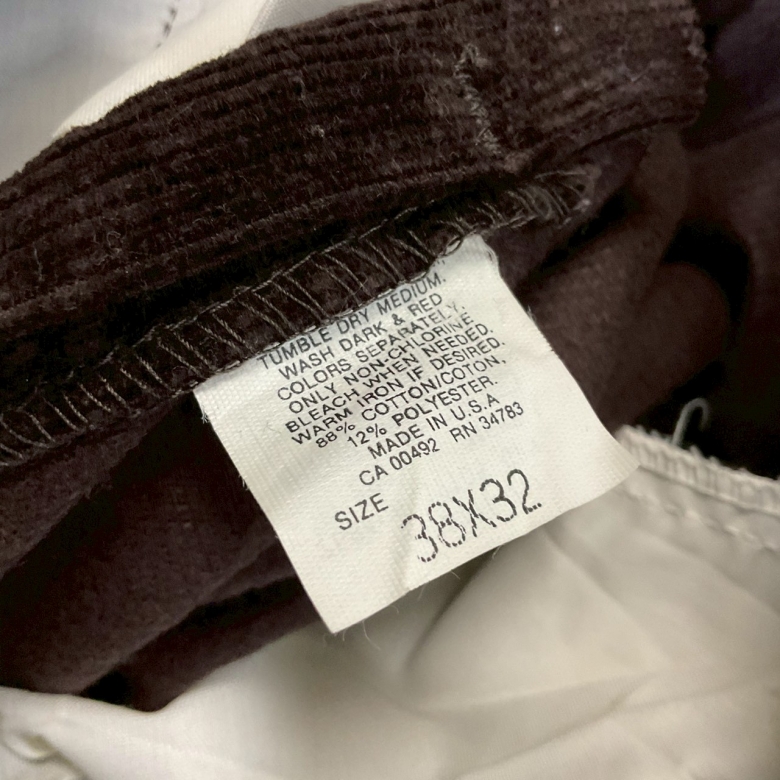 TUMBLE DRY MEDIUM.
WASH DARK & RED
COLORS SEPARATELY.
ONLY NON-CHLORINE
BLEACH WHEN NEEDED.
WARM IRON IF DESIRED.
88% COTTON/COTON,
12% POLYESTER.
MADE IN U.S.A
CA 00492 RN 34783
SIZE 38X32